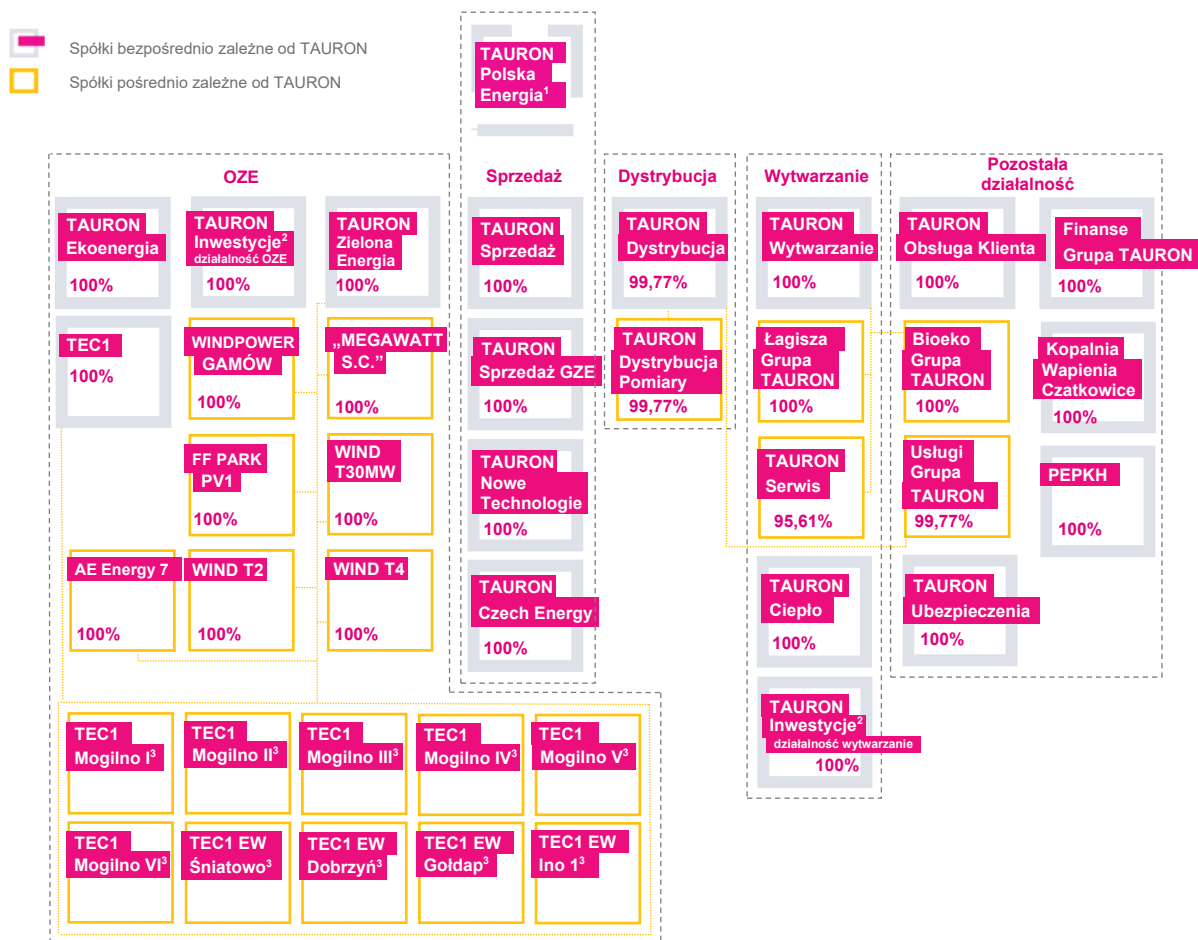 Spółki bezpośrednio zależne od TAURON
Spółki pośrednio zależne od TAURON
TAURON
Polska
Energia¹
OZE
TAURON
Ekoenergia
100%
TAURON
Inwestycje²
działalność OZE
100%
TAURON
Zielona
Energia
100%
TEC1
100%
WINDPOWER
GAMÓW
100%
„MEGAWATT
S.C.”
100%
FF PARK
PV1
100%
WIND
T30MW
100%
AE Energy 7
100%
WIND T2
100%
WIND T4
100%
TEC1
Mogilno I³
TEC1
Mogilno II³
TEC1
Mogilno III³
TEC1
Mogilno IV³
TEC1
Mogilno V³
TEC1
Mogilno VI³
TEC1 EW
Śniatowo³
TEC1 EW
Dobrzyń³
TEC1 EW
Gołdap³
TEC1 EW
Ino 1³
Sprzedaż
TAURON
Sprzedaż
100%
TAURON
Sprzedaż GZE
100%
TAURON
Nowe
Technologie
100%
TAURON
Czech Energy
100%
Dystrybucja
TAURON
Dystrybucja
99,77%
TAURON
Dystrybucja
Pomiary
99,77%
Wytwarzanie
TAURON
Wytwarzanie
100%
Łagisza
Grupa
TAURON
100%
TAURON
Serwis
95,61%
TAURON
Ciepło
100%
TAURON
Inwestycje²
działalność wytwarzanie
100%
Pozostała
działalność
TAURON
Obsługa Klienta
100%
Finanse
Grupa TAURON
100%
Bioeko
Grupa
TAURON
100%
Kopalnia
Wapienia
Czatkowice
100%
Usługi
Grupa
TAURON
99,77%
PEPKH
100%
TAURON
Ubezpieczenia
100%